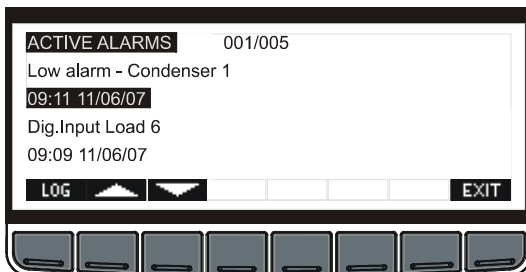 ACTIVE ALARMS 001/005
Low alarm - Condenser 1
09:11 11/06/07
Dig.Input Load 6
09:09 11/06/07
LOG EXIT